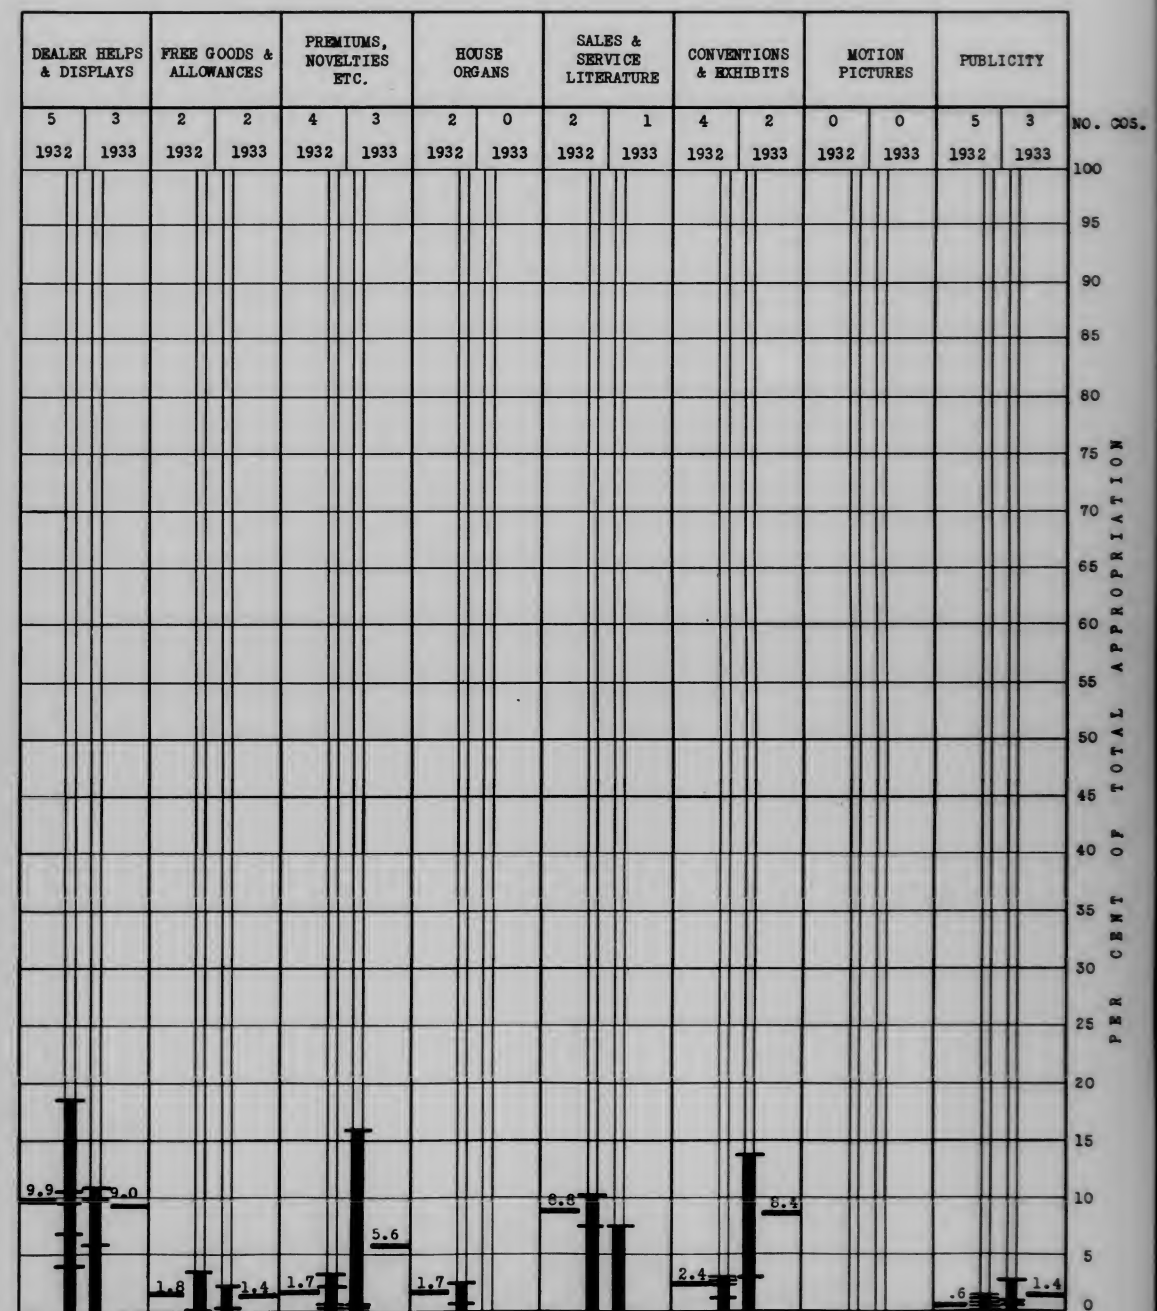 DEALER HELPS & DISPLAYS
FREE GOODS & ALLOWANCES
PREMIUMS, NOVELTIES ETC.
HOUSE ORGANS
SALES & SERVICE LITERATURE
CONVENTIONS & EXHIBITS
MOTION PICTURES
PUBLICITY
5 3 2 2 4 3 2 0 2 1 4 2 0 0 5 3 NO. COS.
1932 1933 1932 1933 1932 1933 1932 1933 1932 1933 1932 1933 1932 1933 1932 1933
100
95
90
85
80
75
70
65
60
55
50
45
40
35
30
25
20
15
10
5
0
PER CENT OF TOTAL APPROPRIATION
9.9 9.0 1.8 1.4 1.7 5.6 1.7 8.8 2.4 8.4 .6 1.4